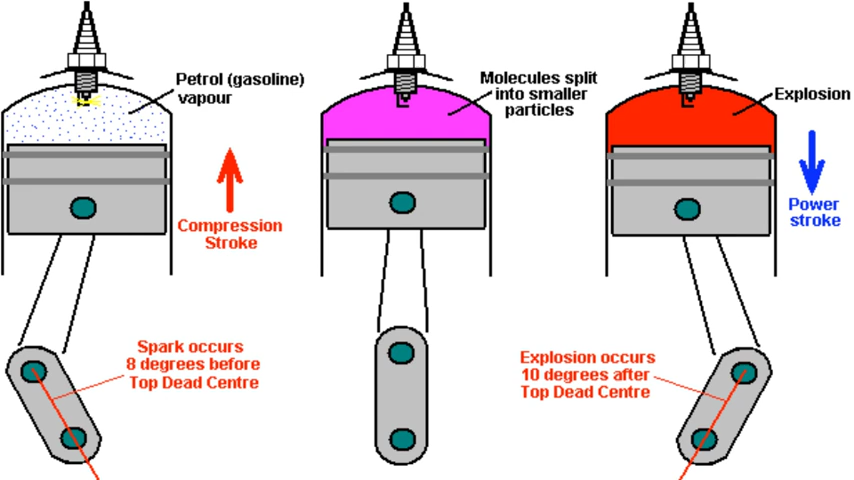 Petrol (gasoline)
vapour
Compression
Stroke
Spark occurs
8 degrees before
Top Dead Centre
Molecules split
into smaller
particles
Explosion
Power
stroke
Explosion occurs
10 degrees after
Top Dead Centre